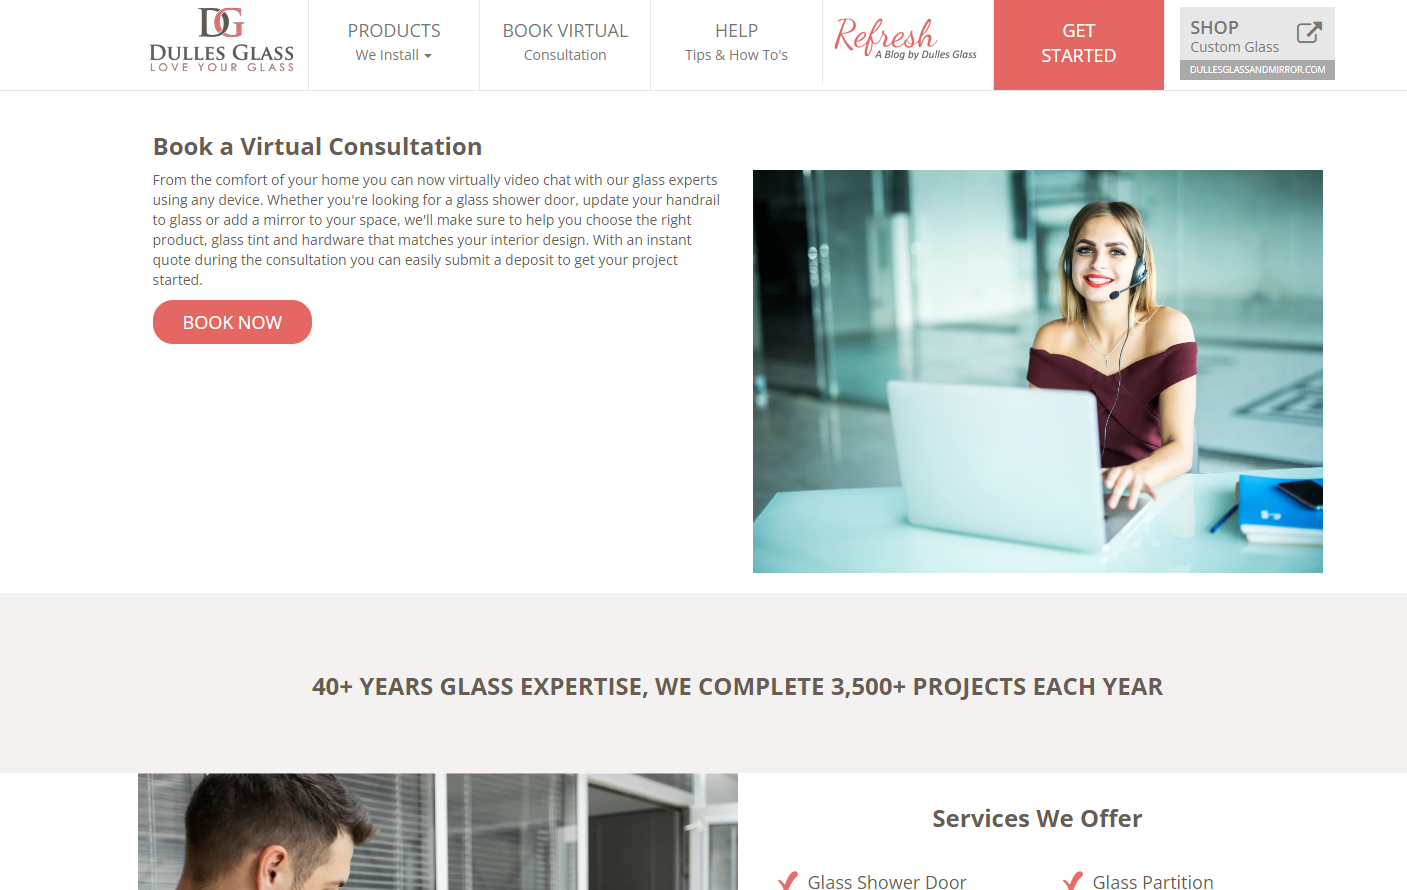 DG
DULLES GLASS
LOVE YOUR GLASS
PRODUCTS
We Install
BOOK VIRTUAL
Consultation
HELP
Tips & How To's
Refresh
A Blog by Dulles Glass
GET
STARTED
SHOP
Custom Glass
DULLESGLASSANDMIRROR.COM
Book a Virtual Consultation
From the comfort of your home you can now virtually video chat with our glass experts
using any device. Whether you're looking for a glass shower door, update your handrail
to glass or add a mirror to your space, we'll make sure to help you choose the right
product, glass tint and hardware that matches your interior design. With an instant
quote during the consultation you can easily submit a deposit to get your project
started.
BOOK NOW
40+ YEARS GLASS EXPERTISE, WE COMPLETE 3,500+ PROJECTS EACH YEAR
Services We Offer
Glass Shower Door
Glass Partition